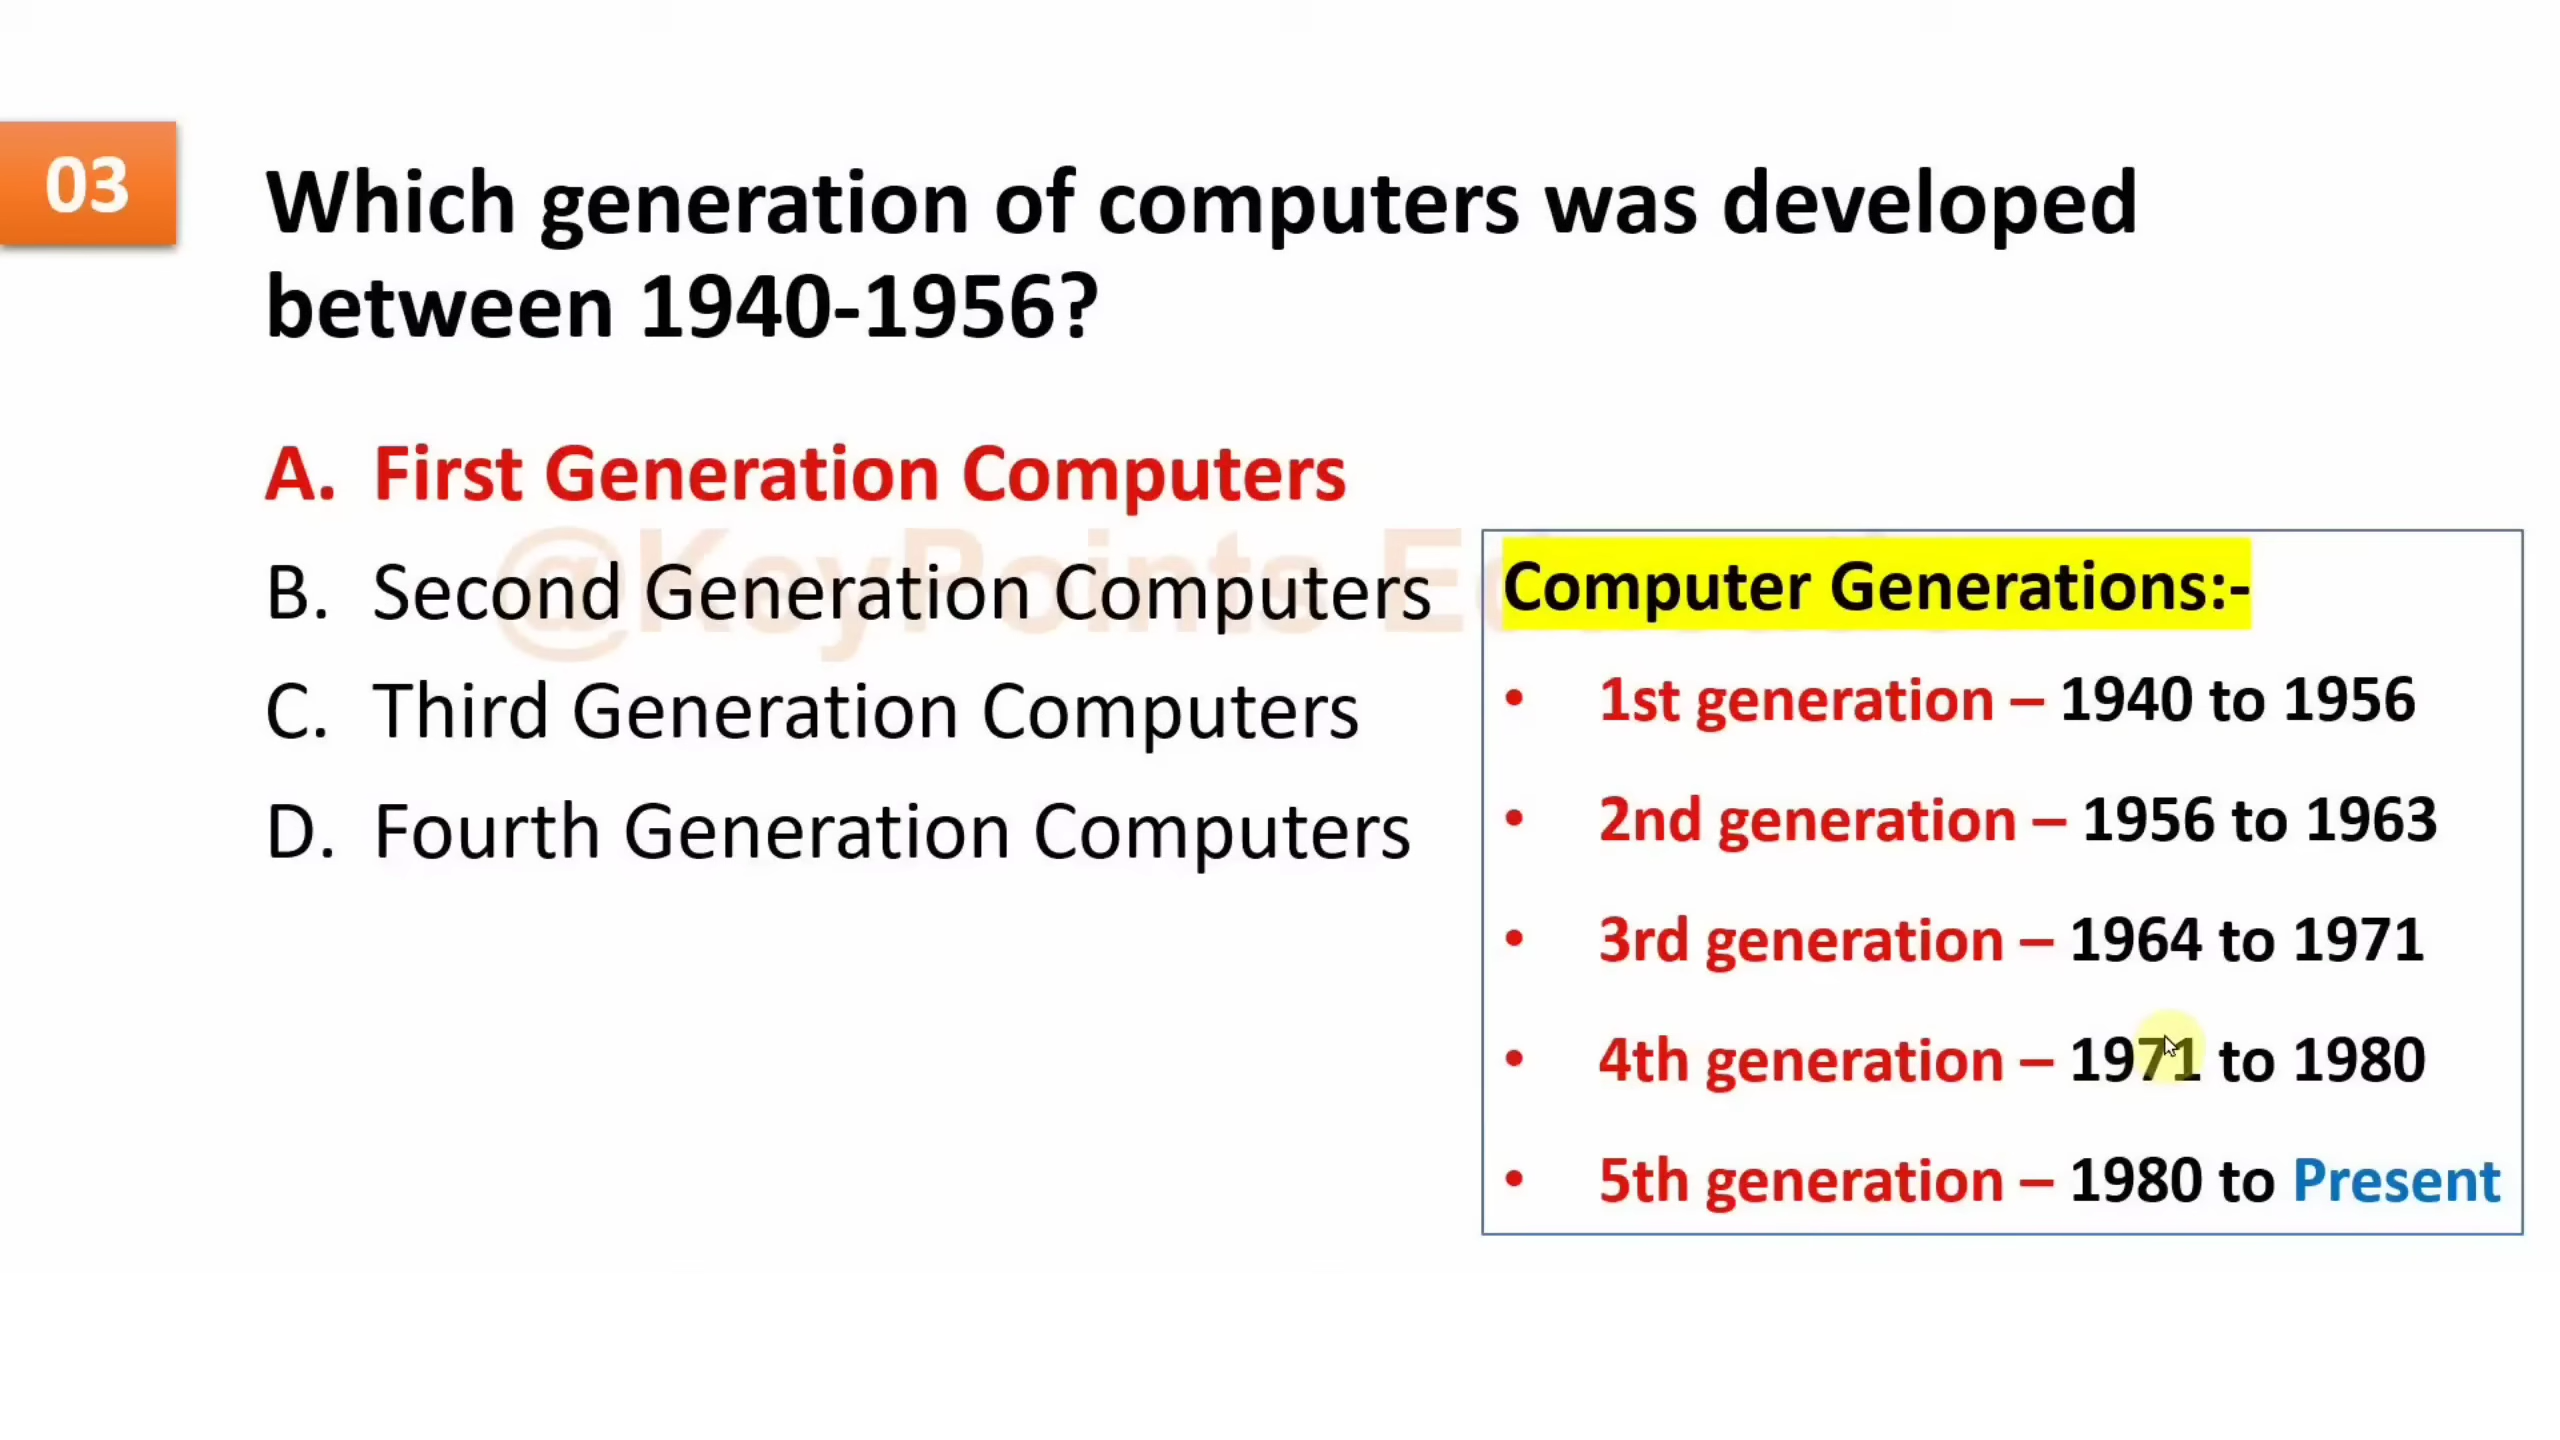 03
Which generation of computers was developed
between 1940-1956?
A. First Generation Computers
B. Second Generation Computers
C. Third Generation Computers
D. Fourth Generation Computers
@KeyPoints
Computer Generations:-
• 1st generation – 1940 to 1956
• 2nd generation – 1956 to 1963
• 3rd generation – 1964 to 1971
• 4th generation – 1971 to 1980
• 5th generation – 1980 to Present